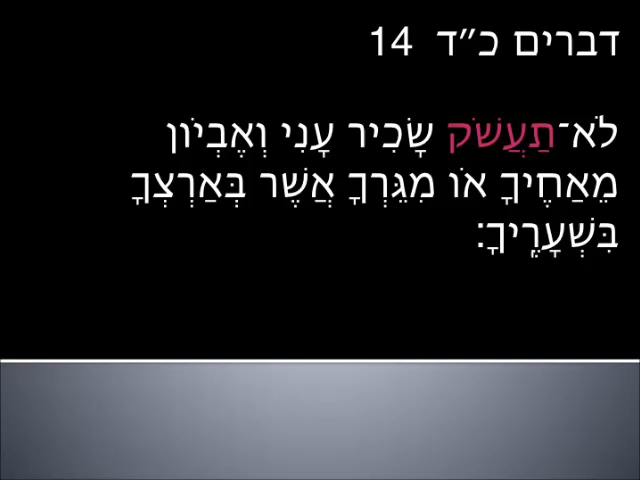 דברים כ״ד 14
לֹא־תַעֲשֹׁק שָׂכִיר עָנִי וְאֶבְיוֹן
מֵאַחֶיךָ אוֹ מִגֵּרְךָ אֲשֶׁר בְּאַרְצְךָ
בִּשְׁעָרֶֽיךָ׃